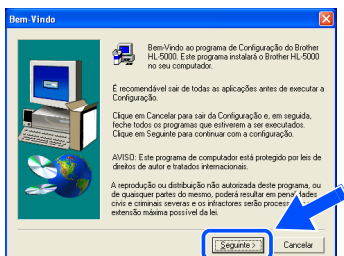 Bem-Vindo
Bem-Vindo ao programa de Configuração do Brother
HL-5000. Este programa instalará o Brother HL-5000
no seu computador.
É recomendável sair de todas as aplicações antes de executar a
Configuração.
Clique em Cancelar para sair da Configuração e, em seguida,
feche todos os programas que estiverem a ser executados.
Clique em Seguinte para continuar com a configuração.
AVISO: Este programa de computador está protegido por leis de
direitos de autor e tratados internacionais.
A reprodução ou distribuição não autorizada deste programa, ou
de quaisquer partes do mesmo, poderá resultar em
civis e criminais severas e os infractores serão
extensão máxima possível da lei.
Seguinte >
Cancelar